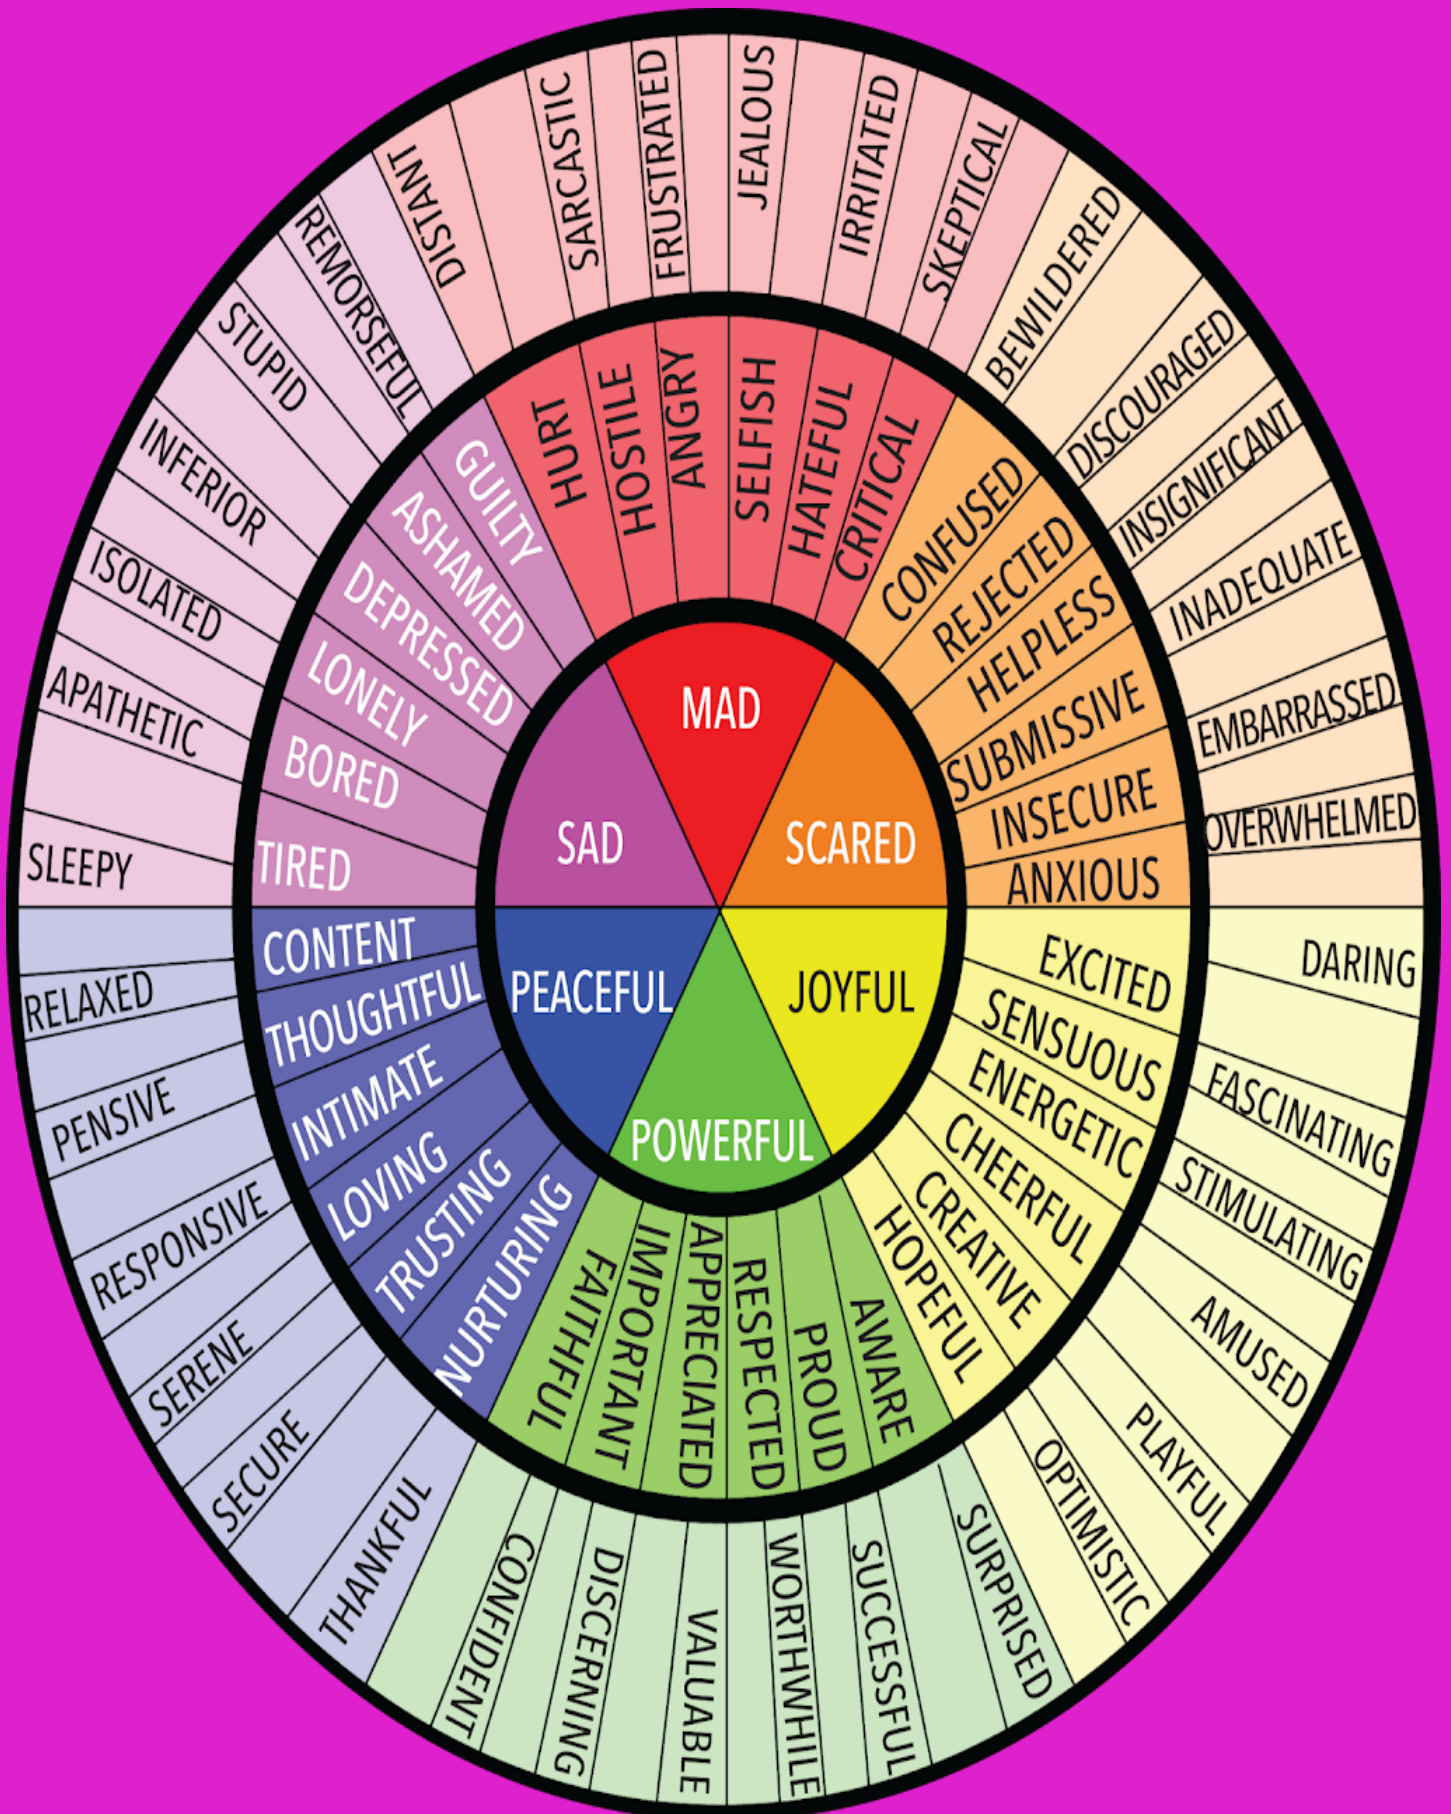 MAD
SCARED
JOYFUL
POWERFUL
PEACEFUL
SAD
HURT
HOSTILE
ANGRY
SELFISH
HATEFUL
CRITICAL
CONFUSED
REJECTED
HELPLESS
SUBMISSIVE
INSECURE
ANXIOUS
EXCITED
SENSUOUS
ENERGETIC
CHEERFUL
CREATIVE
HOPEFUL
AWARE
PROUD
RESPECTED
APPRECIATED
IMPORTANT
FAITHFUL
NURTURING
TRUSTING
LOVING
INTIMATE
THOUGHTFUL
CONTENT
TIRED
BORED
LONELY
DEPRESSED
ASHAMED
GUILTY
DISTANT
SARCASTIC
FRUSTRATED
JEALOUS
IRRITATED
SKEPTICAL
BEWILDERED
DISCOURAGED
INSIGNIFICANT
INADEQUATE
EMBARRASSED
OVERWHELMED
DARING
FASCINATING
STIMULATING
AMUSED
PLAYFUL
OPTIMISTIC
SURPRISED
SUCCESSFUL
WORTHWHILE
VALUABLE
DISCERNING
CONFIDENT
THANKFUL
SECURE
SERENE
RESPONSIVE
PENSIVE
RELAXED
SLEEPY
APATHETIC
ISOLATED
INFERIOR
STUPID
REMORSEFUL